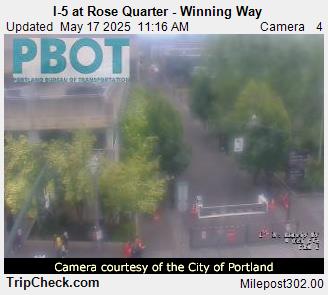 I-5 at Rose Quarter - Winning Way
Updated May 17 2025 11:16 AM Camera 4
PBOT
PORTLAND BUREAU OF TRANSPORTATION
Camera courtesy of the City of Portland
TripCheck.com Milepost302.00